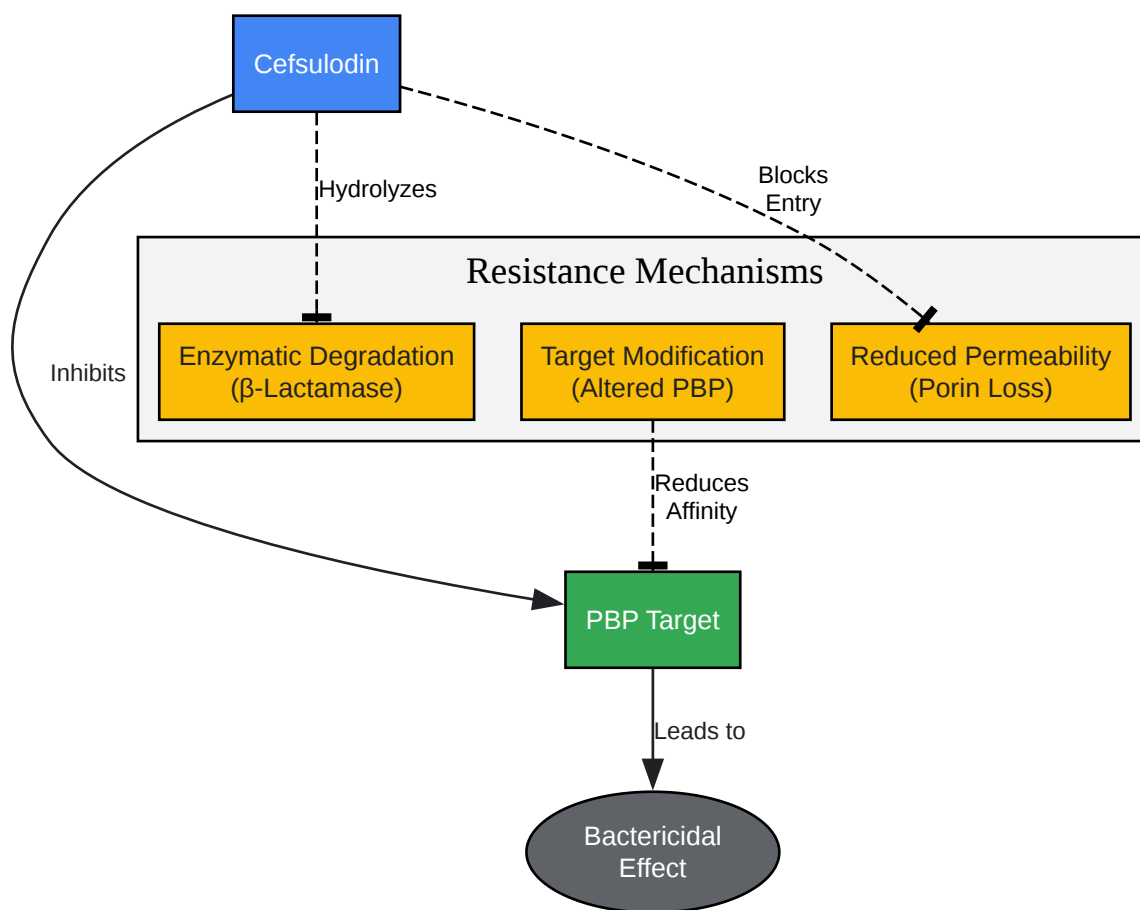 Cefsulodin
Hydrolyzes
Blocks
Entry
Resistance Mechanisms
Enzymatic Degradation
(β-Lactamase)
Target Modification
(Altered PBP)
Reduced Permeability
(Porin Loss)
Inhibits
Reduces
Affinity
PBP Target
Leads to
Bactericidal
Effect